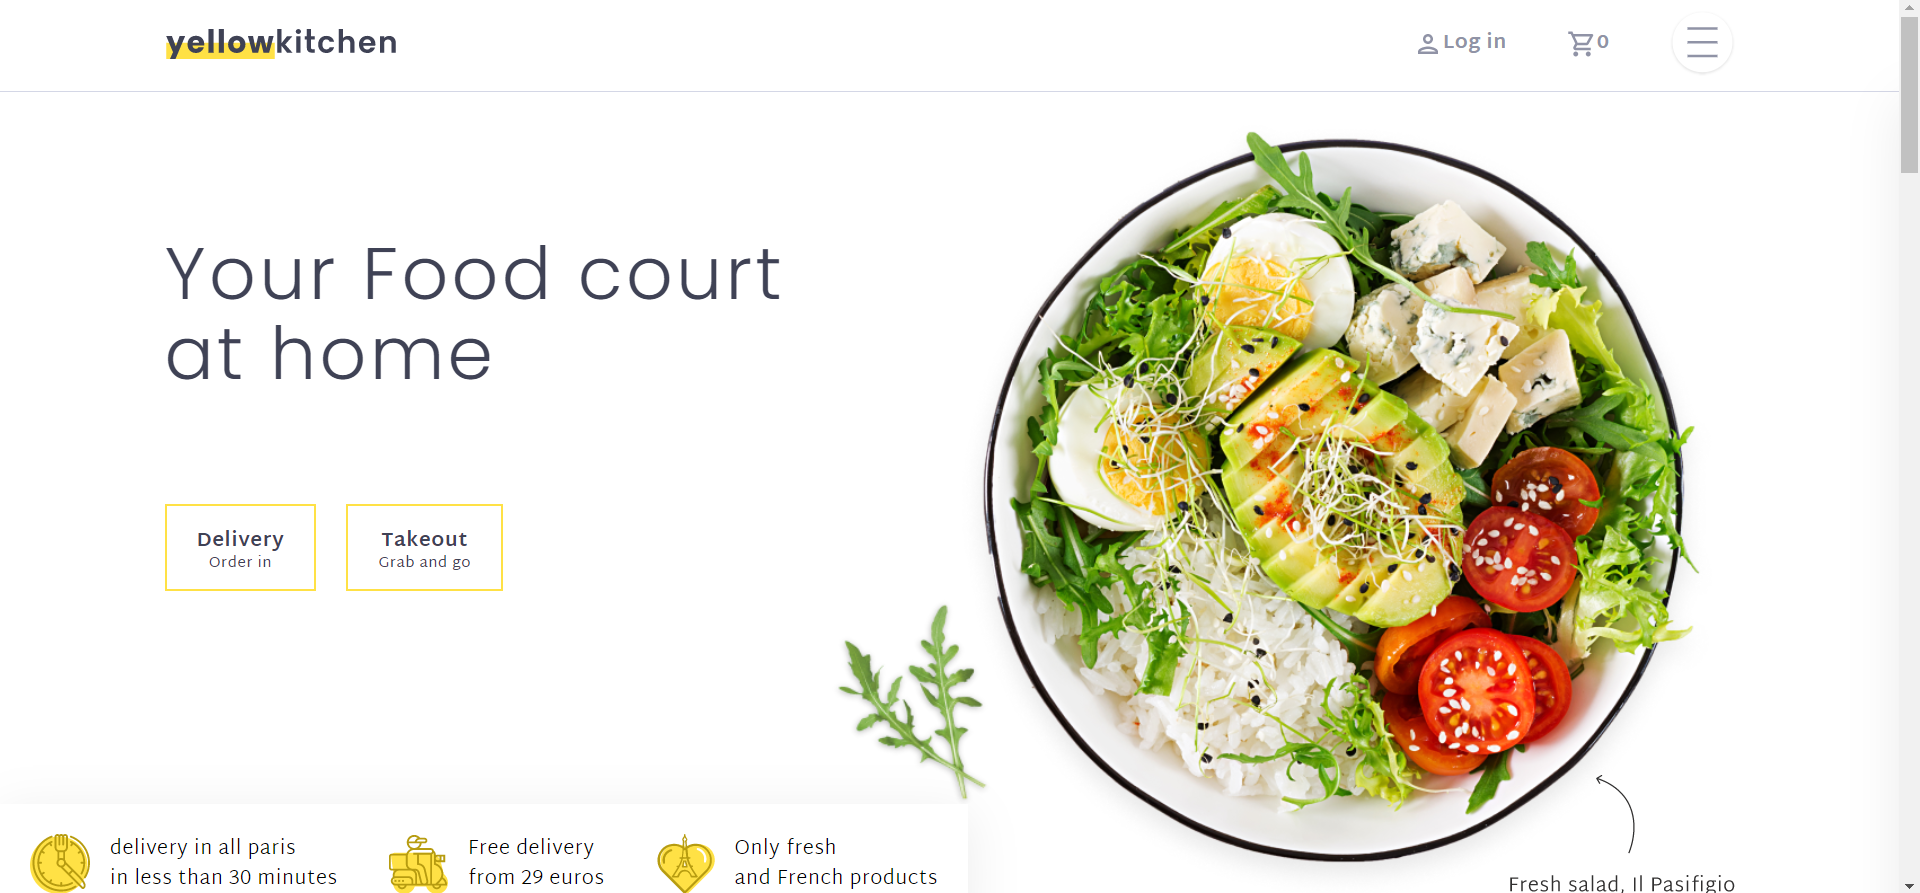 yellowkitchen
Log in
0
Your Food court
at home
Delivery
Order in
Takeout
Grab and go
delivery in all paris
in less than 30 minutes
Free delivery
from 29 euros
Only fresh
and French products
Fresh salad, Il Pasifigio